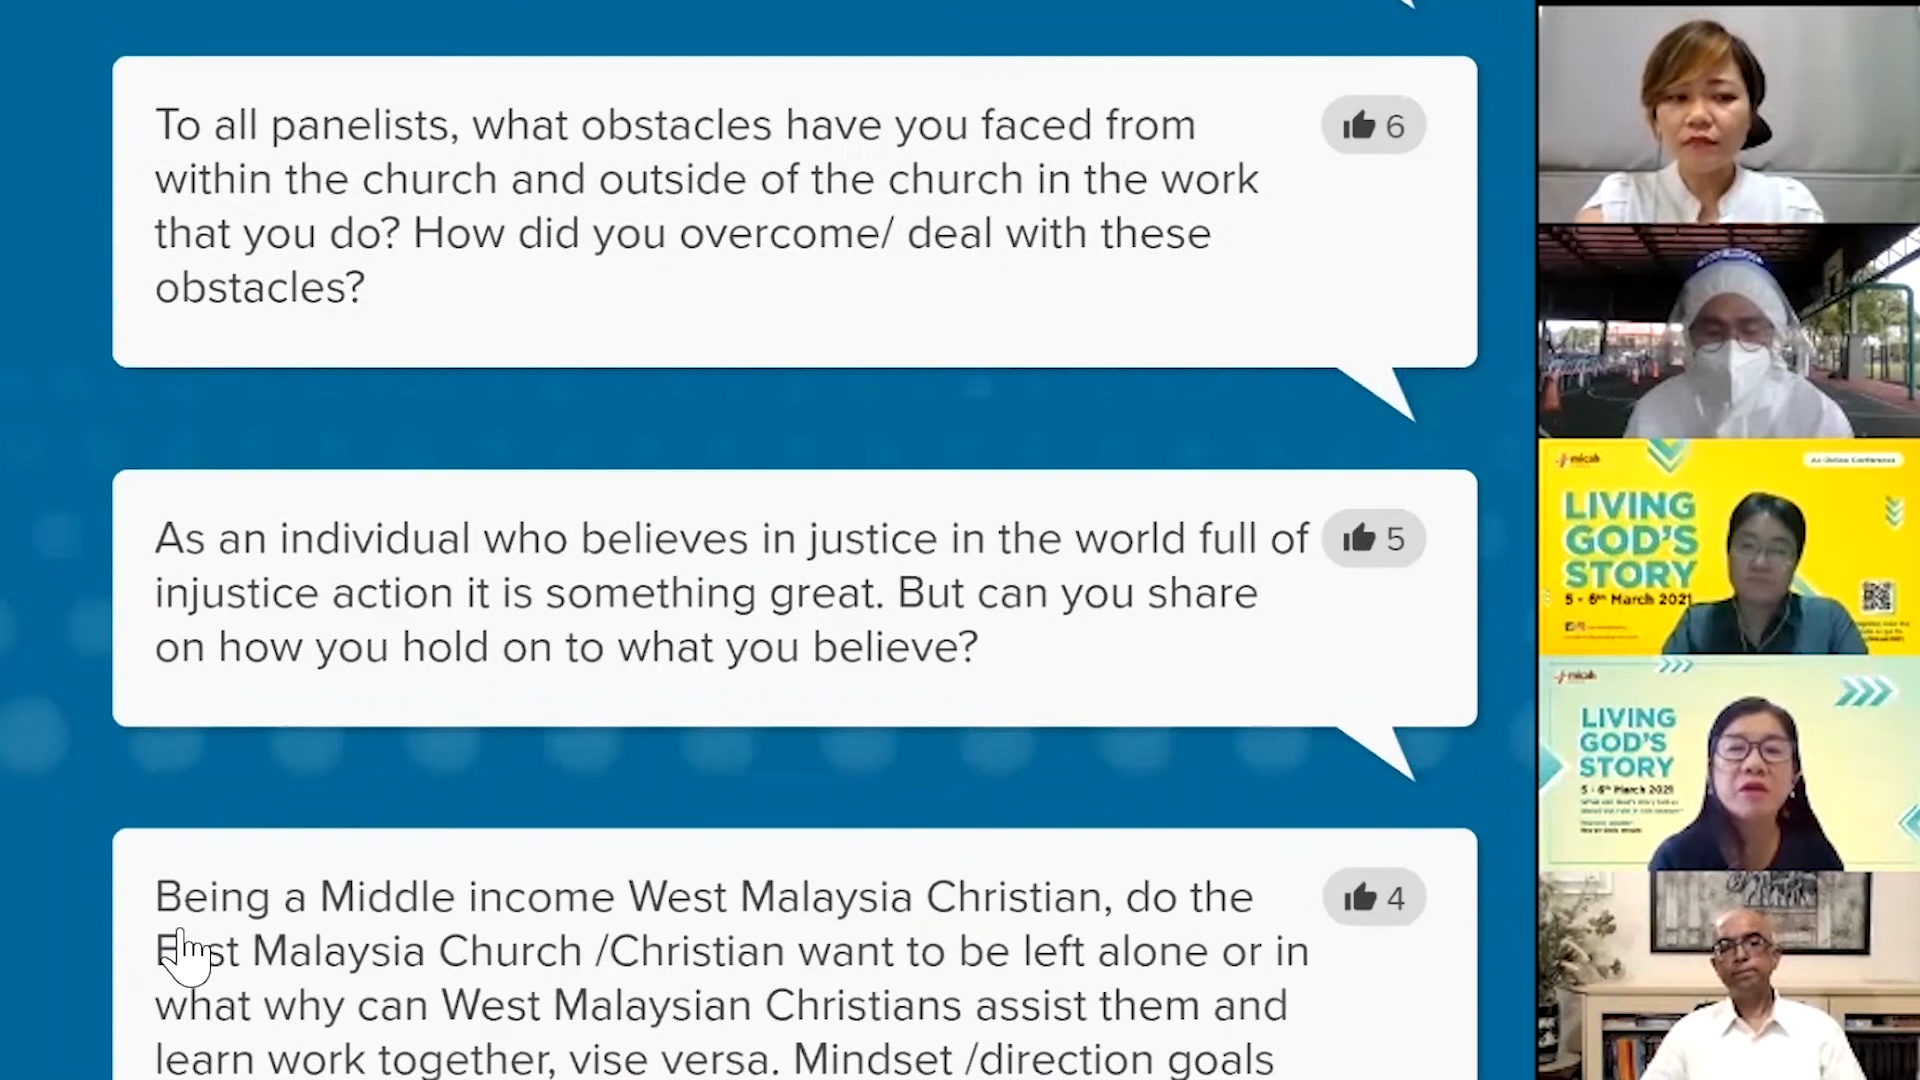 To all panelists, what obstacles have you faced from
within the church and outside of the church in the work
that you do? How did you overcome/ deal with these
obstacles?
6
As an individual who believes in justice in the world full of
injustice action it is something great. But can you share
on how you hold on to what you believe?
5
Being a Middle income West Malaysia Christian, do the
East Malaysia Church /Christian want to be left alone or in
what why can West Malaysian Christians assist them and
learn work together, vise versa. Mindset /direction goals
4
micah
An Online Conference
LIVING
GOD'S
STORY
5 - 6th March 2021
micah
LIVING
GOD'S
STORY
5 - 6th March 2021